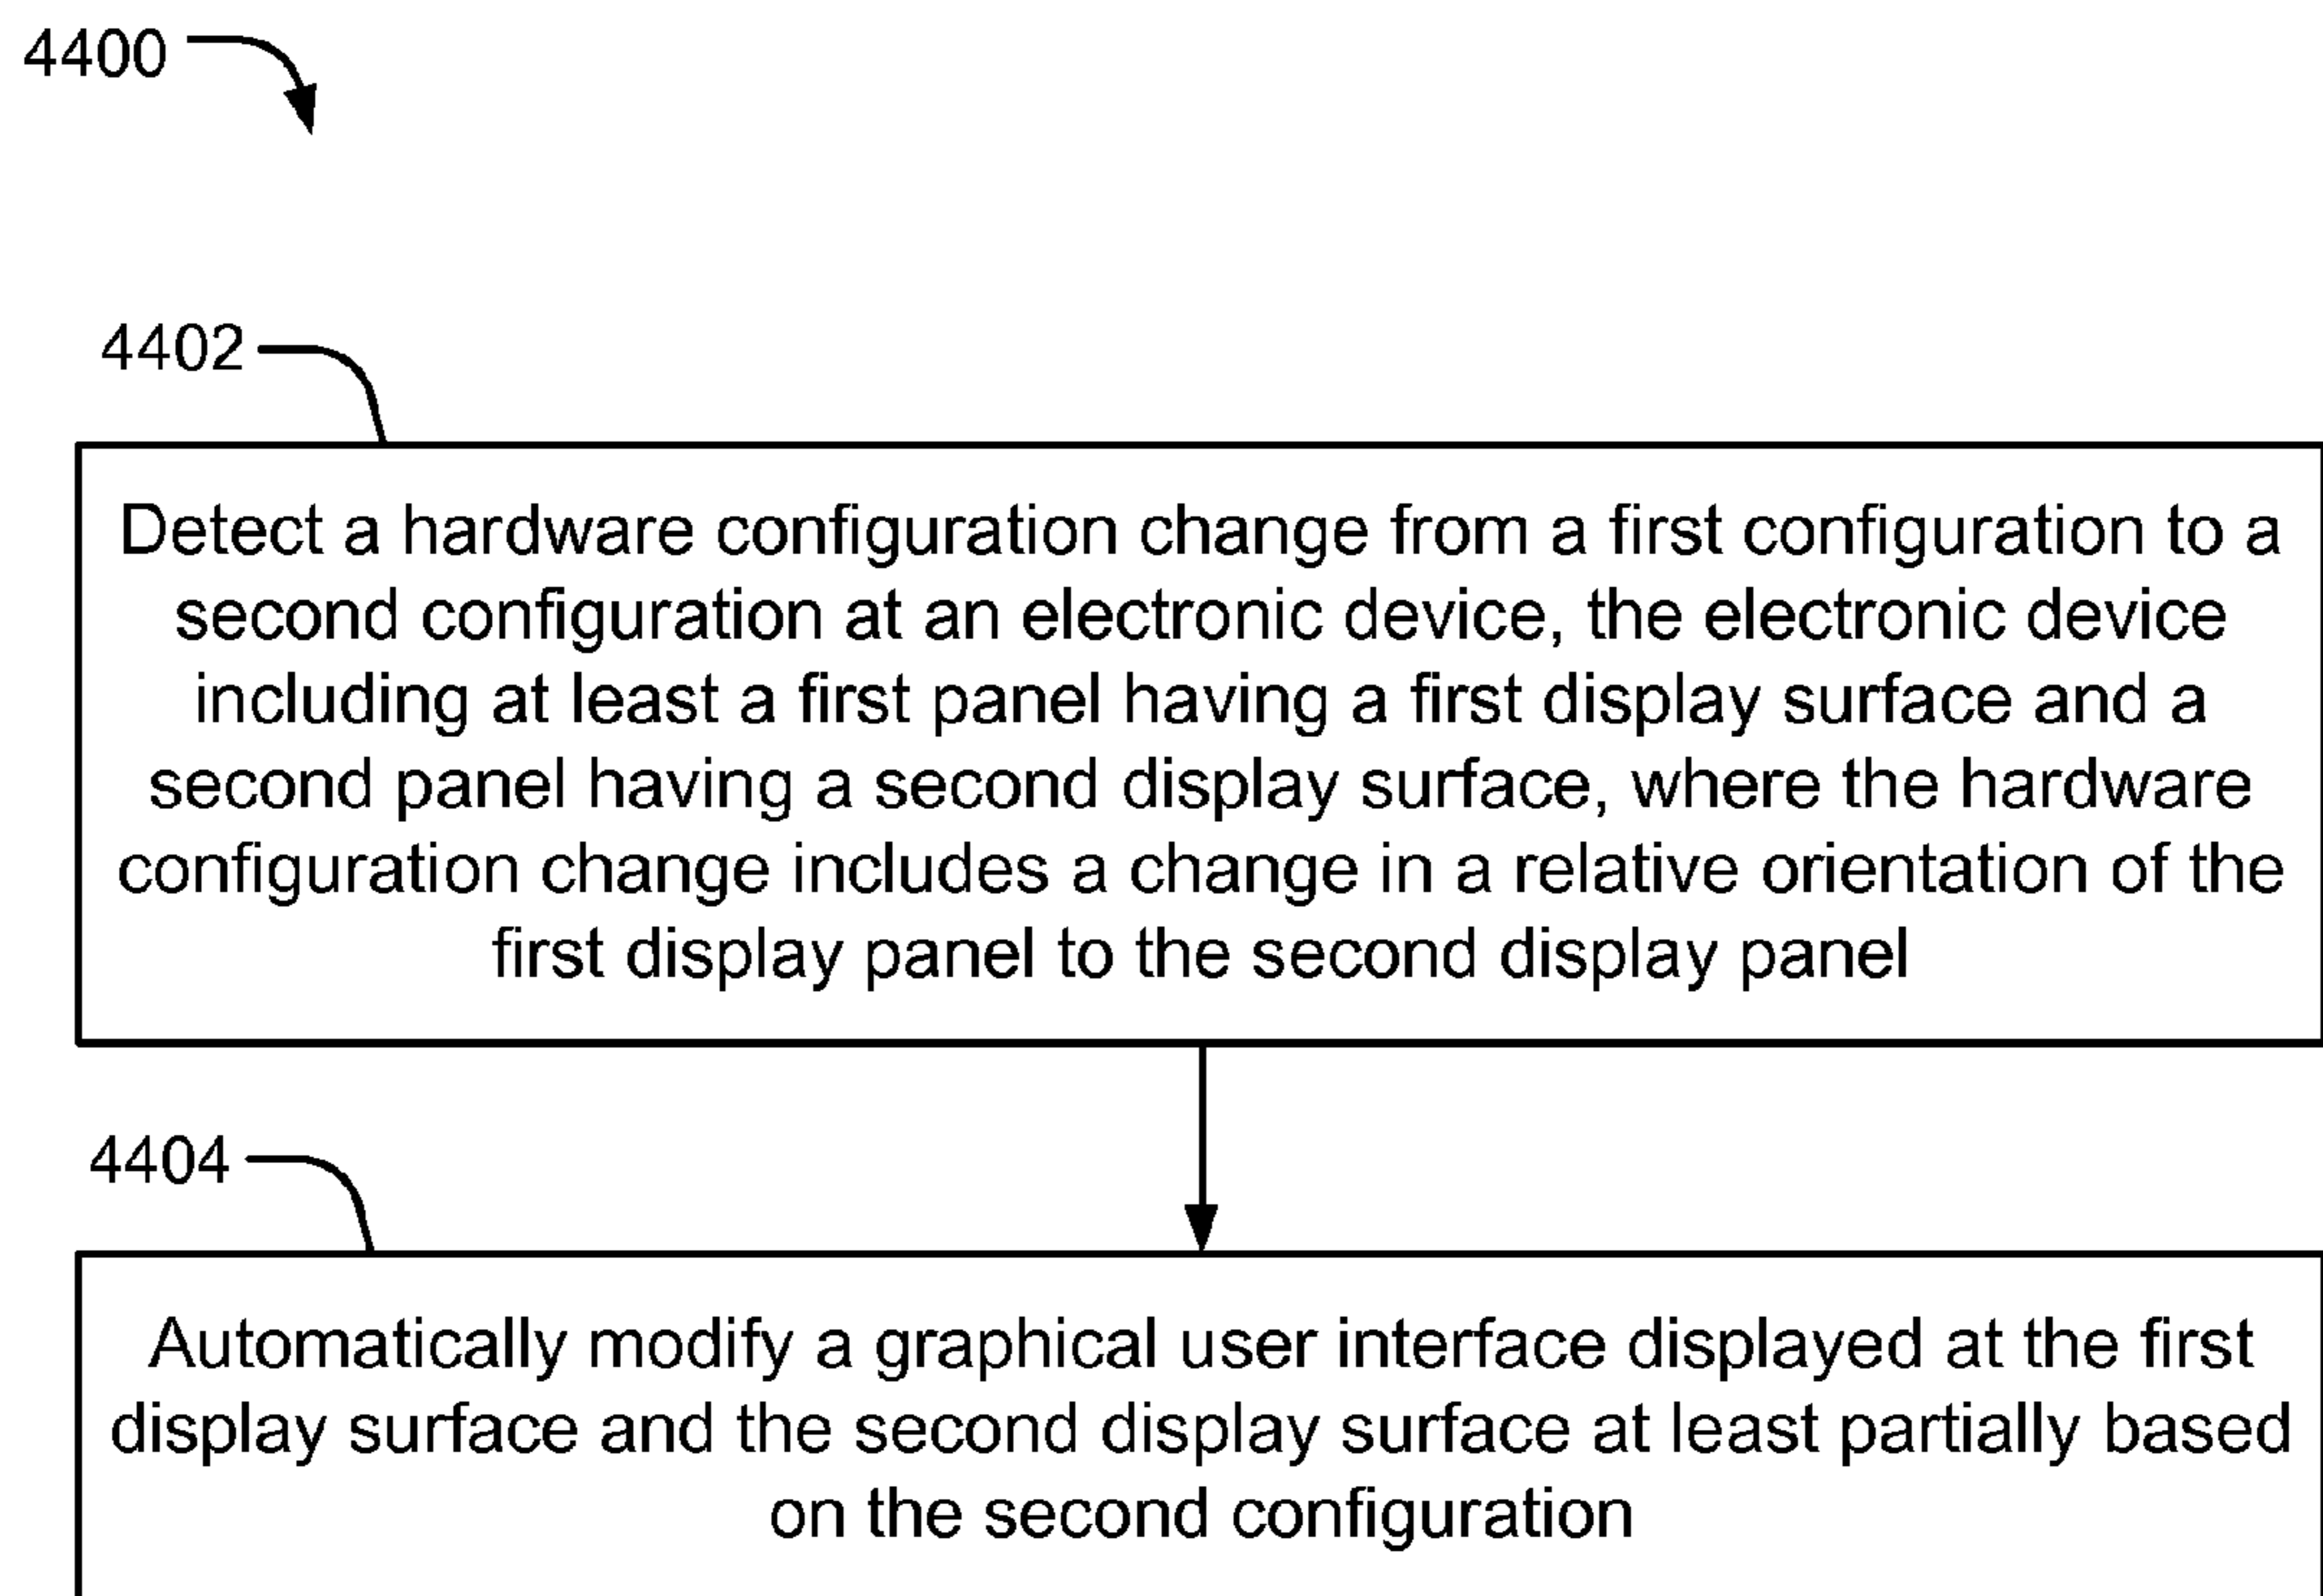 4400
4402
Detect a hardware configuration change from a first configuration to a
second configuration at an electronic device, the electronic device
including at least a first panel having a first display surface and a
second panel having a second display surface, where the hardware
configuration change includes a change in a relative orientation of the
first display panel to the second display panel
4404
Automatically modify a graphical user interface displayed at the first
display surface and the second display surface at least partially based
on the second configuration